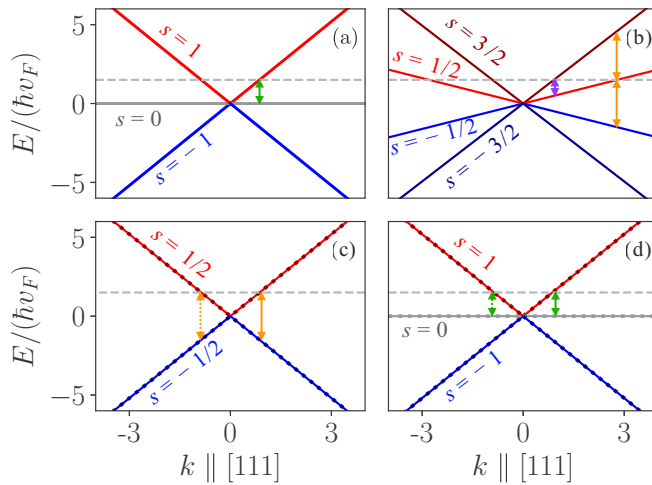 5
0
−5
E/(ħv_F)
s = 1
s = 0
s = − 1
(a)
s = 3/2
s = 1/2
s = − 1/2
s = − 3/2
(b)
5
0
−5
E/(ħv_F)
s = 1/2
s = − 1/2
(c)
s = 1
s = 0
s = − 1
(d)
-3
0
3
k ∥ [111]
-3
0
3
k ∥ [111]